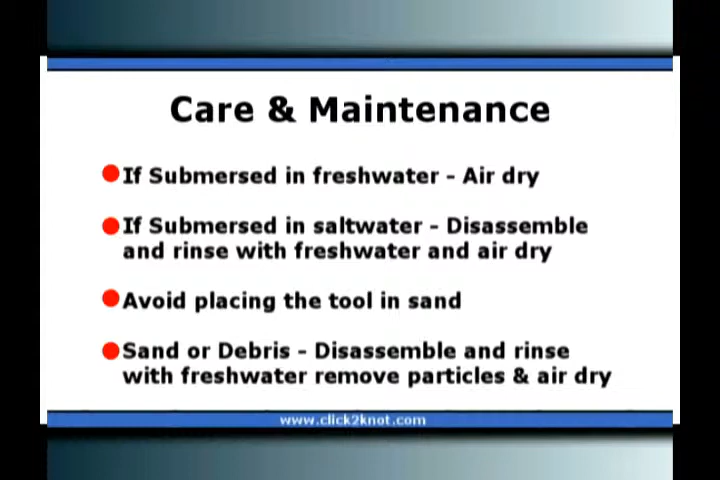 Care & Maintenance
If Submersed in freshwater - Air dry
If Submersed in saltwater - Disassemble
and rinse with freshwater and air dry
Avoid placing the tool in sand
Sand or Debris - Disassemble and rinse
with freshwater remove particles & air dry
www.click2knot.com